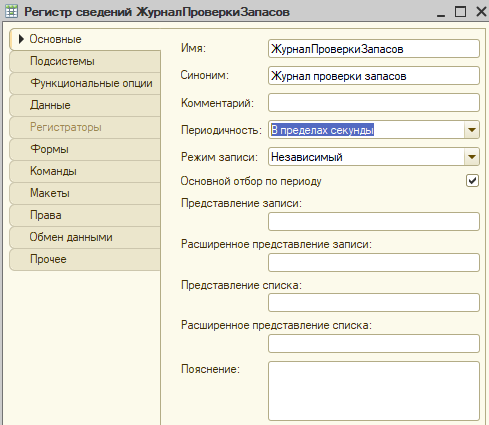 Регистр сведений ЖурналПроверкиЗапасов
Основные
Подсистемы
Функциональные опции
Данные
Регистраторы
Формы
Команды
Макеты
Права
Обмен данными
Прочее
Имя: ЖурналПроверкиЗапасов
Синоним: Журнал проверки запасов
Комментарий:
Периодичность: В пределах секунды
Режим записи: Независимый
Основной отбор по периоду
Представление записи:
Расширенное представление записи:
Представление списка:
Расширенное представление списка:
Пояснение: